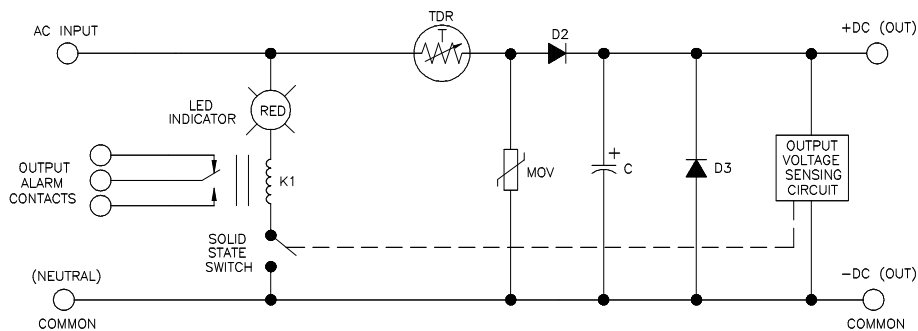 TDR
T
D2
AC INPUT
+DC (OUT)
LED
INDICATOR
RED
OUTPUT
ALARM
CONTACTS
K1
MOV
+
C
D3
OUTPUT
VOLTAGE
SENSING
CIRCUIT
SOLID
STATE
SWITCH
(NEUTRAL)
COMMON
−DC (OUT)
COMMON